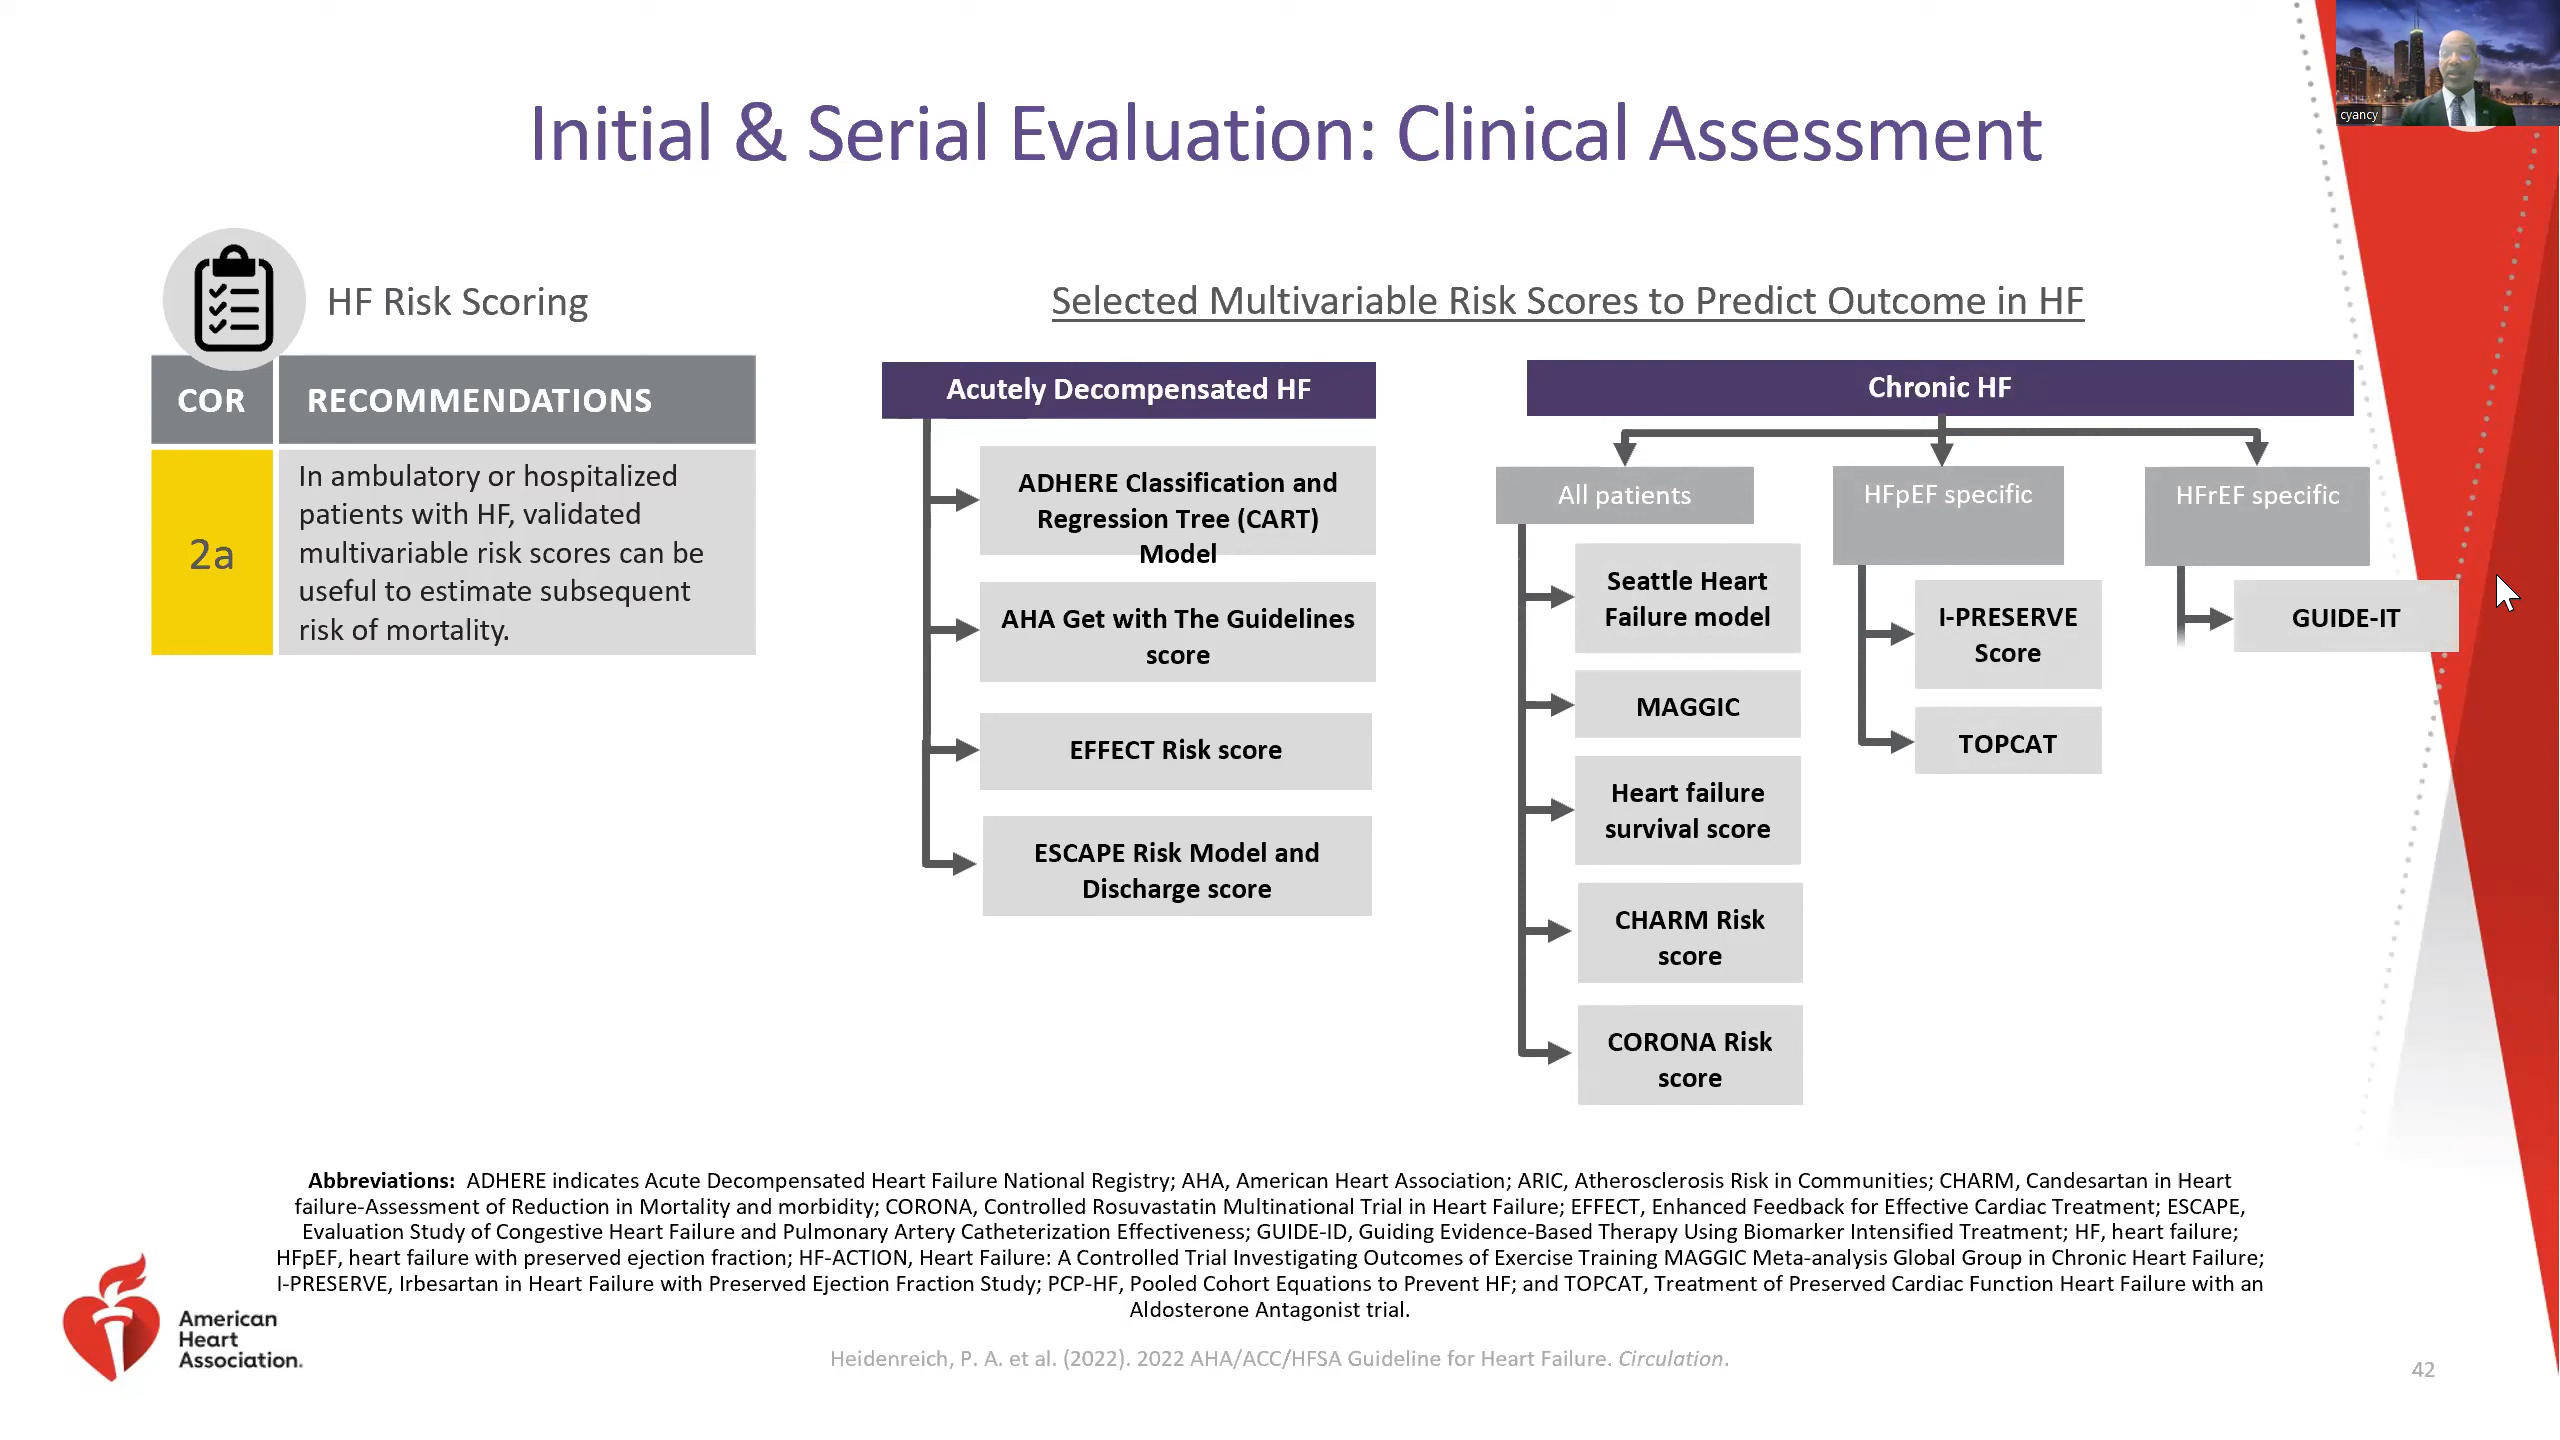 cyancy
Initial & Serial Evaluation: Clinical Assessment
HF Risk Scoring
COR
RECOMMENDATIONS
2a
In ambulatory or hospitalized
patients with HF, validated
multivariable risk scores can be
useful to estimate subsequent
risk of mortality.
Selected Multivariable Risk Scores to Predict Outcome in HF
Acutely Decompensated HF
ADHERE Classification and
Regression Tree (CART)
Model
AHA Get with The Guidelines
score
EFFECT Risk score
ESCAPE Risk Model and
Discharge score
Chronic HF
All patients
Seattle Heart
Failure model
MAGGIC
Heart failure
survival score
CHARM Risk
score
CORONA Risk
score
HFpEF specific
I-PRESERVE
Score
TOPCAT
HFrEF specific
GUIDE-IT
Abbreviations: ADHERE indicates Acute Decompensated Heart Failure National Registry; AHA, American Heart Association; ARIC, Atherosclerosis Risk in Communities; CHARM, Candesartan in Heart
failure-Assessment of Reduction in Mortality and morbidity; CORONA, Controlled Rosuvastatin Multinational Trial in Heart Failure; EFFECT, Enhanced Feedback for Effective Cardiac Treatment; ESCAPE,
Evaluation Study of Congestive Heart Failure and Pulmonary Artery Catheterization Effectiveness; GUIDE-ID, Guiding Evidence-Based Therapy Using Biomarker Intensified Treatment; HF, heart failure;
HFpEF, heart failure with preserved ejection fraction; HF-ACTION, Heart Failure: A Controlled Trial Investigating Outcomes of Exercise Training MAGGIC Meta-analysis Global Group in Chronic Heart Failure;
I-PRESERVE, Irbesartan in Heart Failure with Preserved Ejection Fraction Study; PCP-HF, Pooled Cohort Equations to Prevent HF; and TOPCAT, Treatment of Preserved Cardiac Function Heart Failure with an
Aldosterone Antagonist trial.
American
Heart
Association.
Heidenreich, P. A. et al. (2022). 2022 AHA/ACC/HFSA Guideline for Heart Failure. Circulation.
42